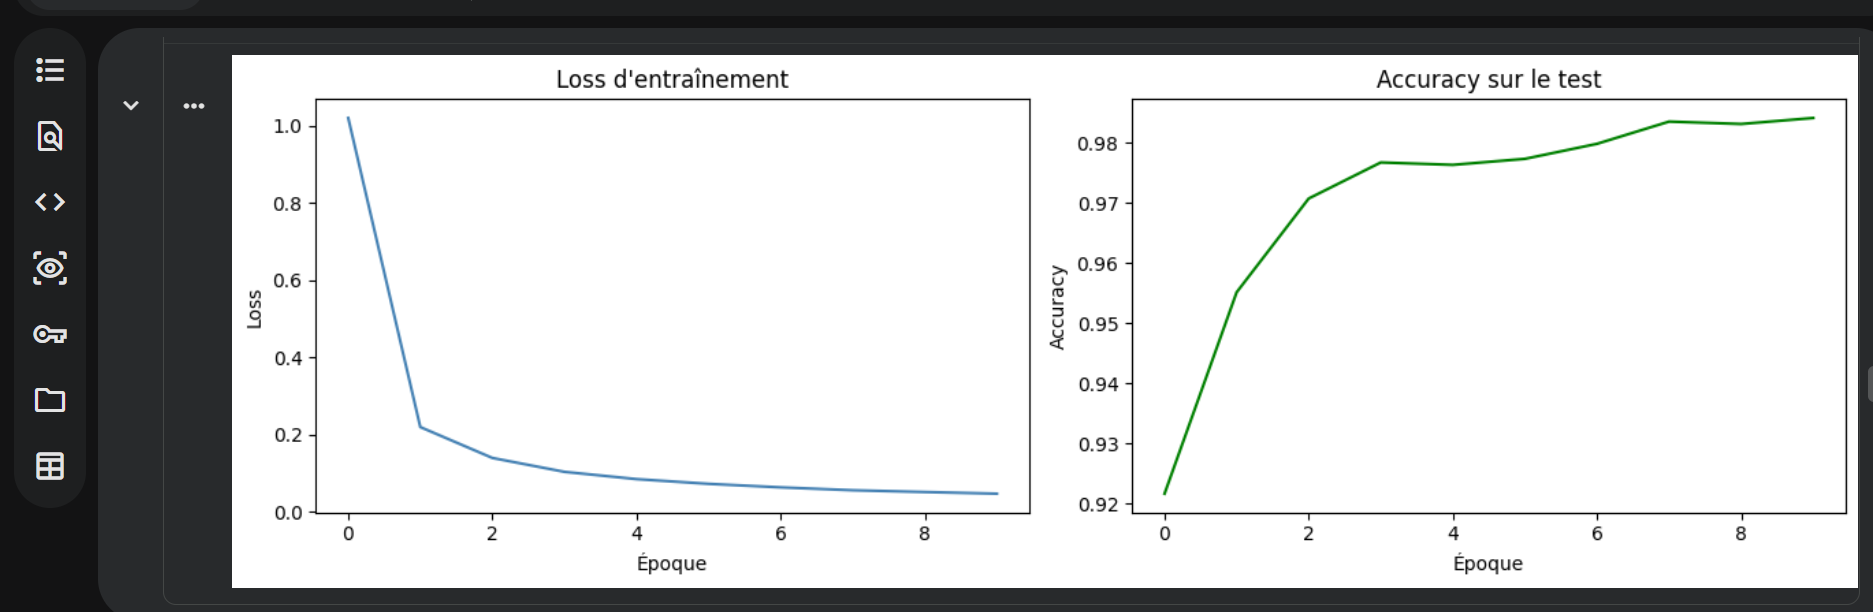 Loss d'entraînement
1.0
0.8
0.6
0.4
0.2
0.0
Loss
0 2 4 6 8
Époque
Accuracy sur le test
0.98
0.97
0.96
0.95
0.94
0.93
0.92
Accuracy
0 2 4 6 8
Époque